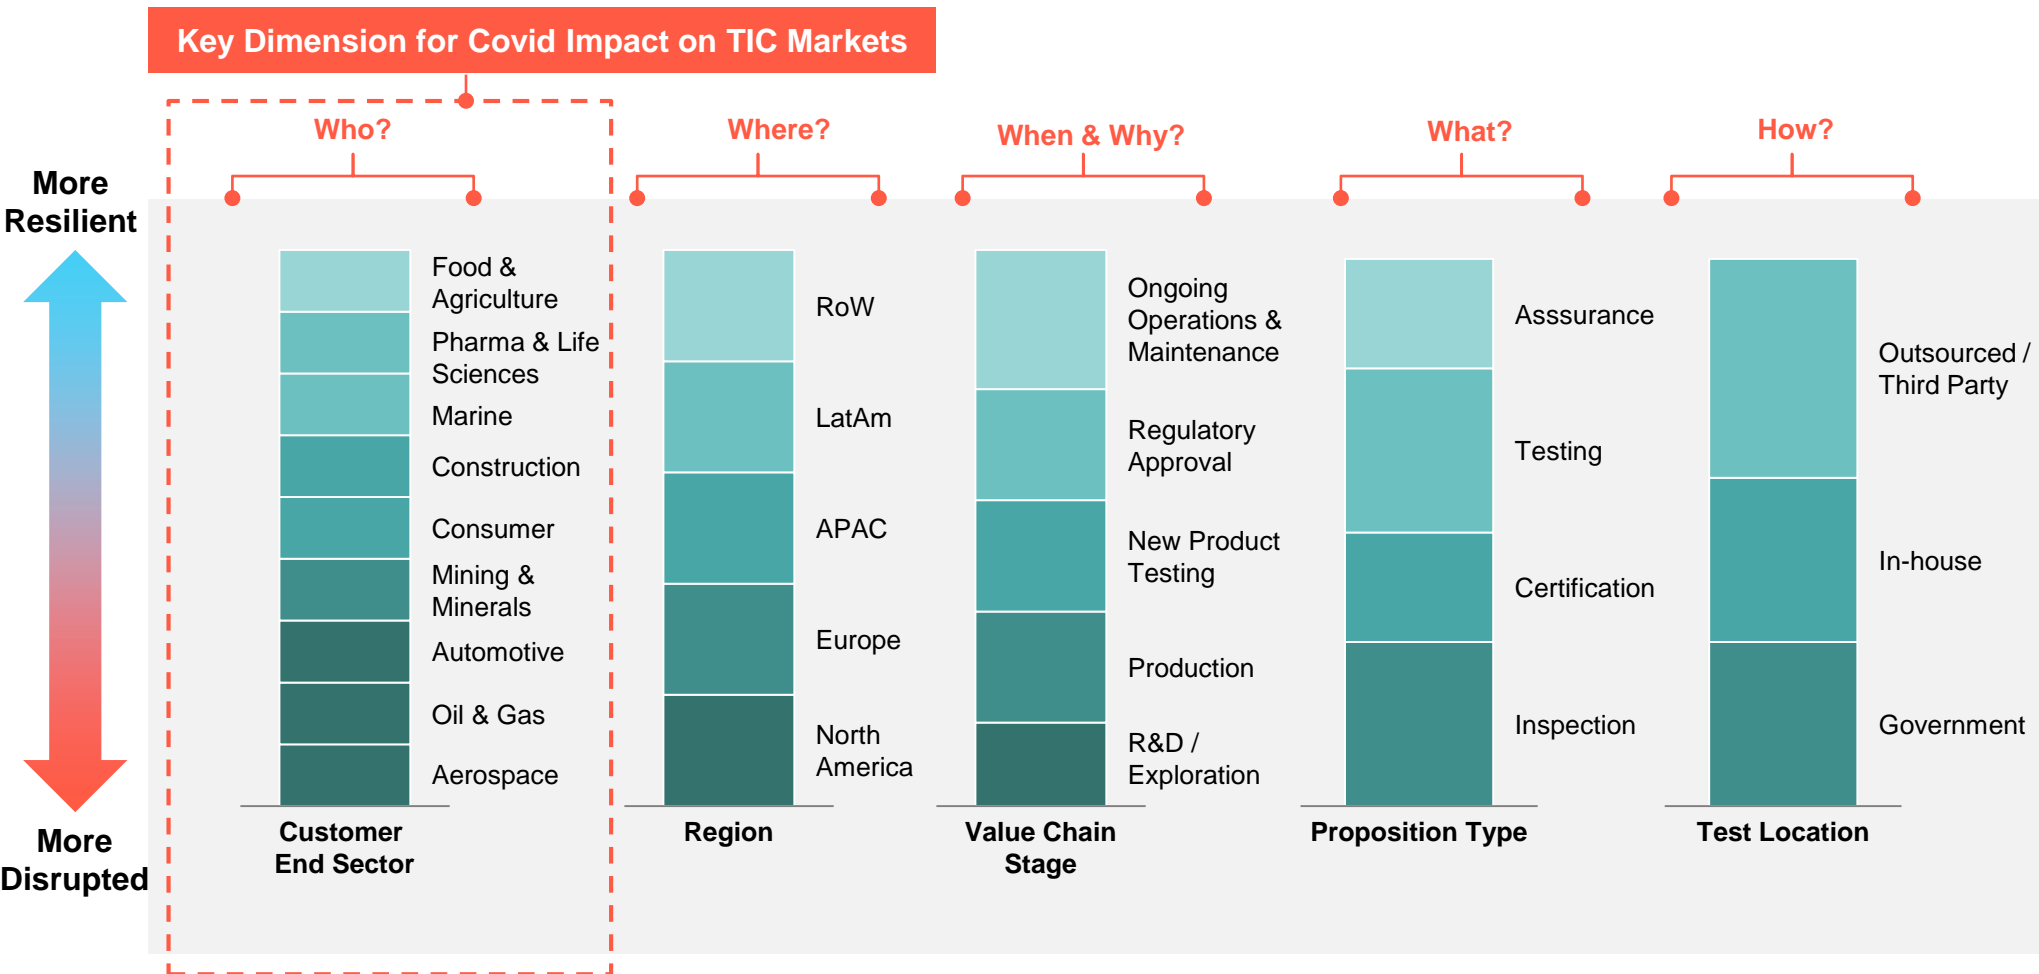 Key Dimension for Covid Impact on TIC Markets
Who?
Where?
When & Why?
What?
How?
More
Resilient
More
Disrupted
Food &
Agriculture
Pharma & Life
Sciences
Marine
Construction
Consumer
Mining &
Minerals
Automotive
Oil & Gas
Aerospace
Customer
End Sector
RoW
LatAm
APAC
Europe
North
America
Region
Ongoing
Operations &
Maintenance
Regulatory
Approval
New Product
Testing
Production
R&D /
Exploration
Value Chain
Stage
Asssurance
Testing
Certification
Inspection
Proposition Type
Outsourced /
Third Party
In-house
Government
Test Location